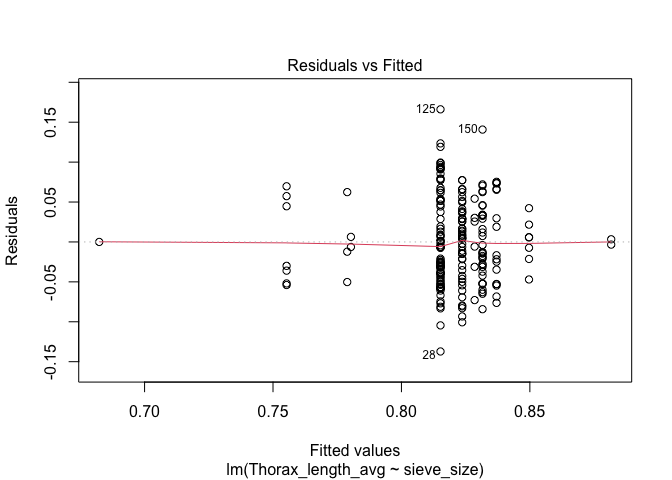 Residuals vs Fitted
Residuals
0.15
0.05
-0.05
-0.15
125
150
28
0.70 0.75 0.80 0.85
Fitted values
lm(Thorax_length_avg ~ sieve_size)